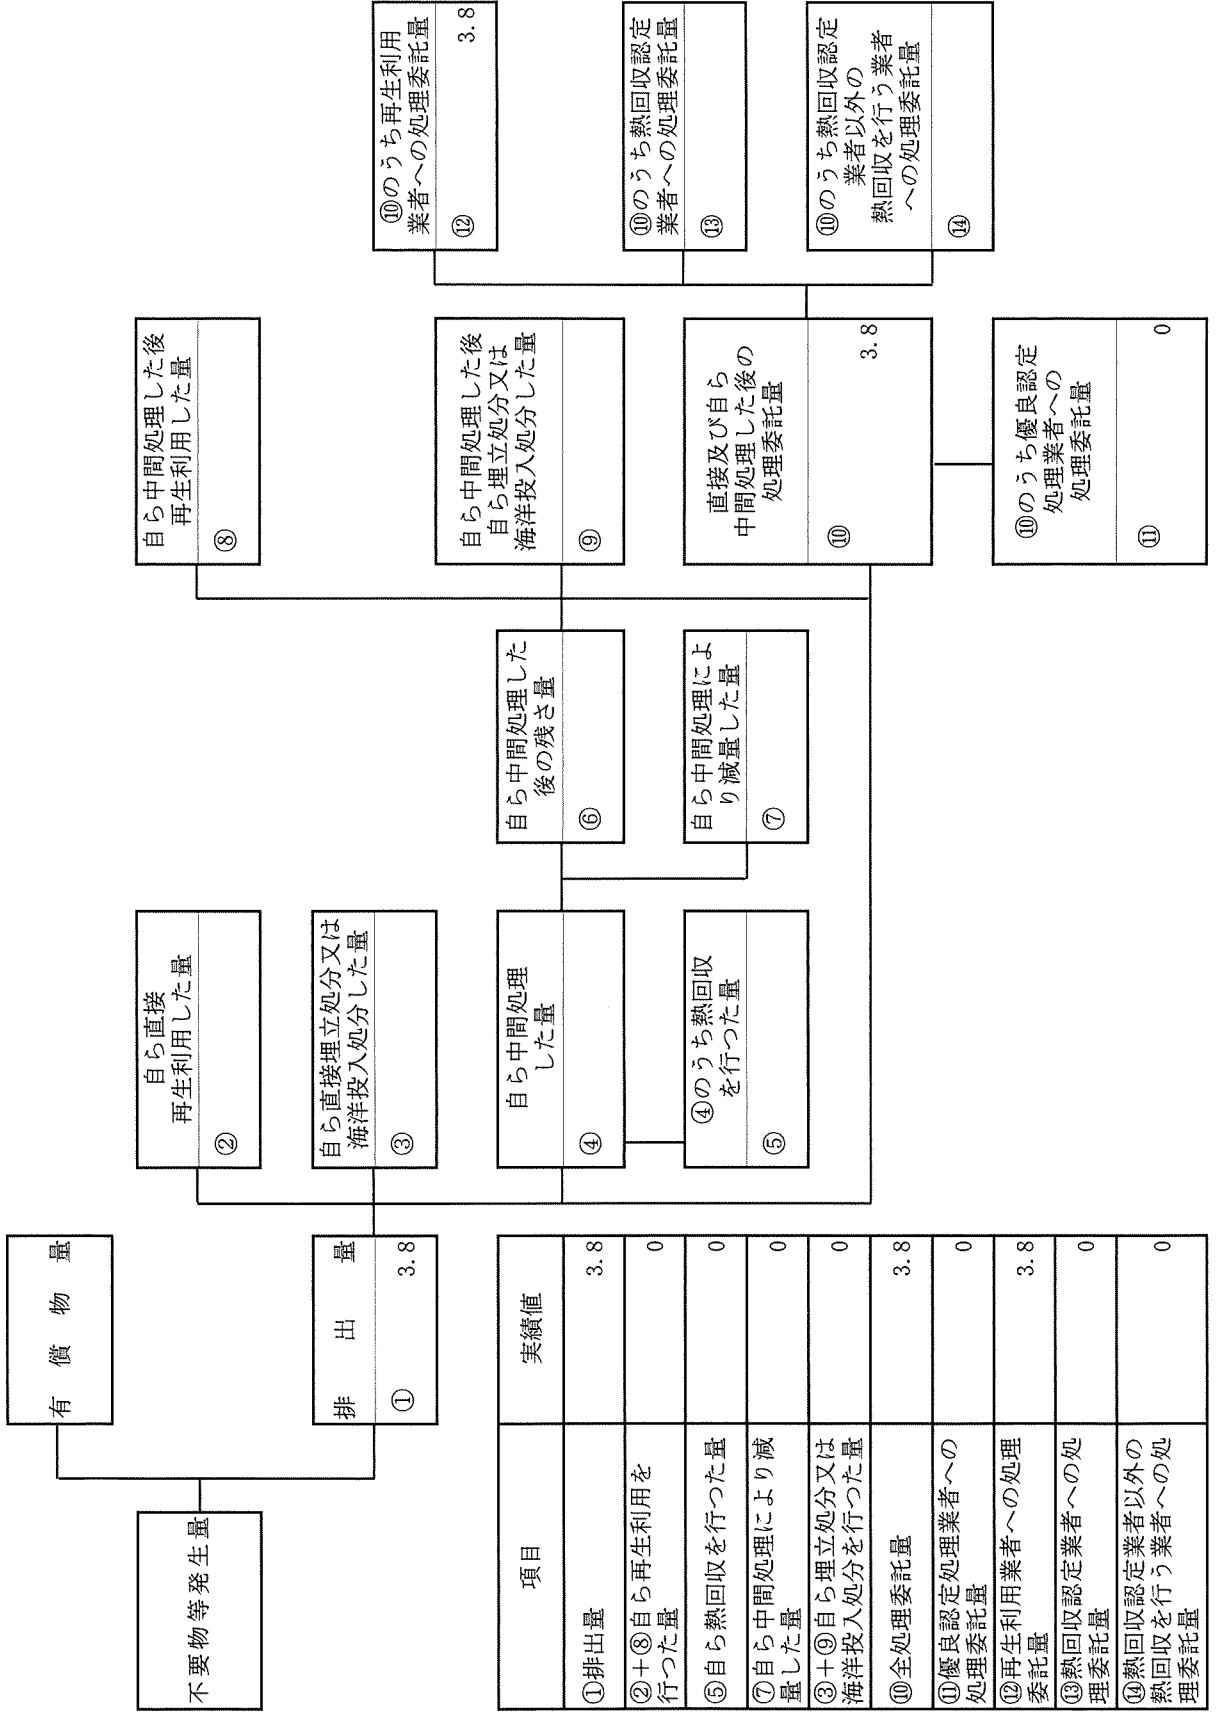 不要物等発生量
有償物量
排出量
① 3.8
自ら直接
再生利用した量
②
自ら直接埋立処分又は
海洋投入処分した量
③
自ら中間処理
した量
④
④のうち熱回収
を行つた量
⑤
自ら中間処理した
後の残さ量
⑥
自ら中間処理によ
り減量した量
⑦
自ら中間処理した後
再生利用した量
⑧
自ら中間処理した後
自ら埋立処分又は
海洋投入処分した量
⑨
直接及び自ら
中間処理した後の
処理委託量
⑩ 3.8
⑩のうち優良認定
処理業者への
処理委託量
⑪ 0
⑩のうち再生利用
業者への処理委託量
⑫ 3.8
⑩のうち熱回収認定
業者への処理委託量
⑬
⑩のうち熱回収認定
業者以外の
熱回収を行う業者
への処理委託量
⑭
項目 実績値
①排出量 3.8
②+⑧自ら再生利用を
行つた量 0
⑤自ら熱回収を行つた量 0
⑦自ら中間処理により減
量した量 0
③+⑨自ら埋立処分又は
海洋投入処分を行つた量 0
⑩全処理委託量 3.8
⑪優良認定処理業者への
処理委託量 0
⑫再生利用業者への処理
委託量 3.8
⑬熱回収認定業者への処
理委託量 0
⑭熱回収認定業者以外の
熱回収を行う業者への処
理委託量 0